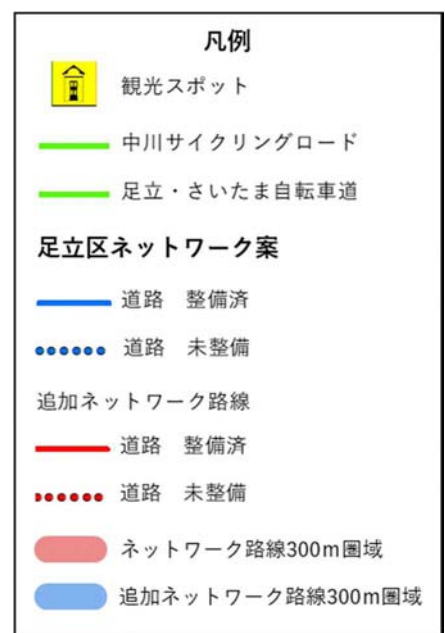 凡例
観光スポット
中川サイクリングロード
足立・さいたま自転車道
足立区ネットワーク案
道路　整備済
道路　未整備
追加ネットワーク路線
道路　整備済
道路　未整備
ネットワーク路線300m圏域
追加ネットワーク路線300m圏域